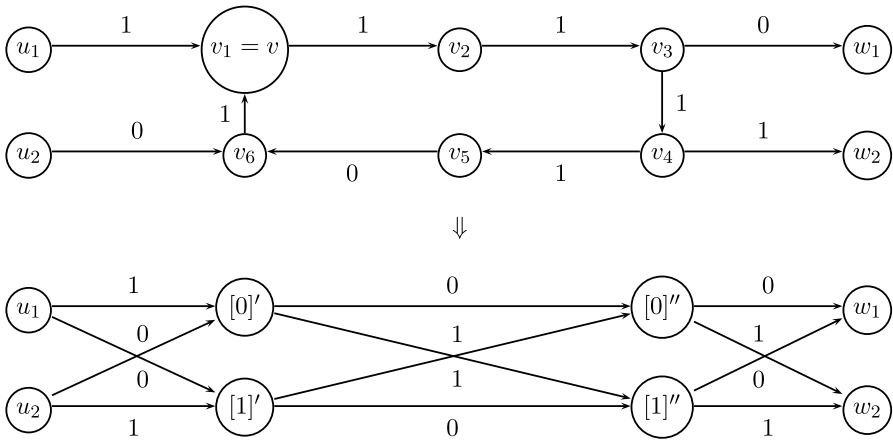 1 1 1 0
u₁ v₁ = v v₂ v₃ w₁
1 1
0 1
u₂ v₆ v₅ v₄ w₂
0 1
⇓
1 0 0
u₁ [0]′ [0]″ w₁
0 1 1
0 1 0
u₂ [1]′ [1]″ w₂
1 0 1